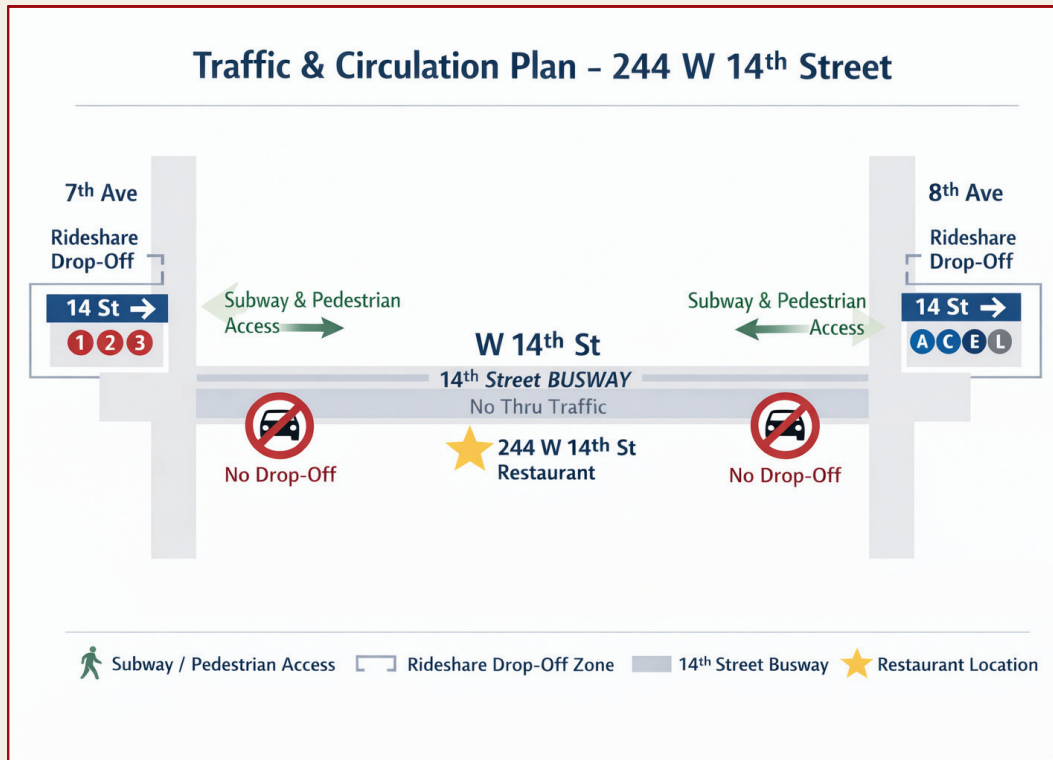 Traffic & Circulation Plan – 244 W 14th Street
7th Ave
Rideshare
Drop-Off
14 St →
1 2 3
Subway & Pedestrian
Access
W 14th St
14th Street BUSWAY
No Thru Traffic
No Drop-Off
244 W 14th St
Restaurant
Subway & Pedestrian
Access
No Drop-Off
8th Ave
Rideshare
Drop-Off
14 St →
A C E L
Subway / Pedestrian Access
Rideshare Drop-Off Zone
14th Street Busway
Restaurant Location